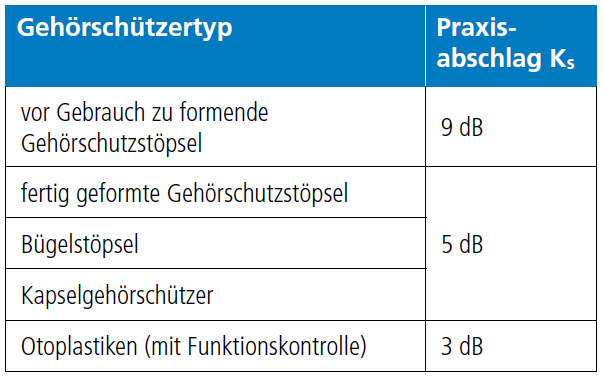 Gehörschützertyp
Praxis-
abschlag Ks
vor Gebrauch zu formende
Gehörschutzstöpsel
9 dB
fertig geformte Gehörschutzstöpsel
Bügelstöpsel
Kapselgehörschützer
5 dB
Otoplastiken (mit Funktionskontrolle)
3 dB